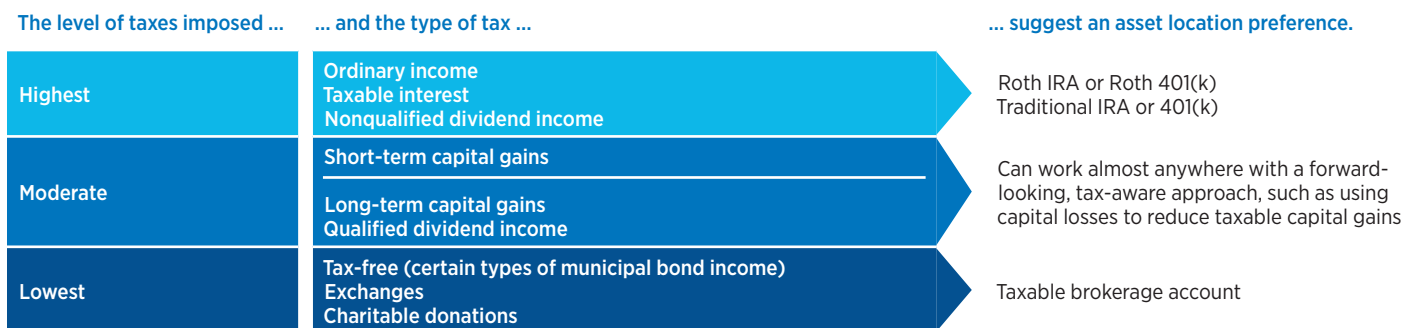 The level of taxes imposed ...
... and the type of tax ...
... suggest an asset location preference.
Highest
Ordinary income
Taxable interest
Nonqualified dividend income
Roth IRA or Roth 401(k)
Traditional IRA or 401(k)
Moderate
Short-term capital gains
Long-term capital gains
Qualified dividend income
Can work almost anywhere with a forward-
looking, tax-aware approach, such as using
capital losses to reduce taxable capital gains
Lowest
Tax-free (certain types of municipal bond income)
Exchanges
Charitable donations
Taxable brokerage account